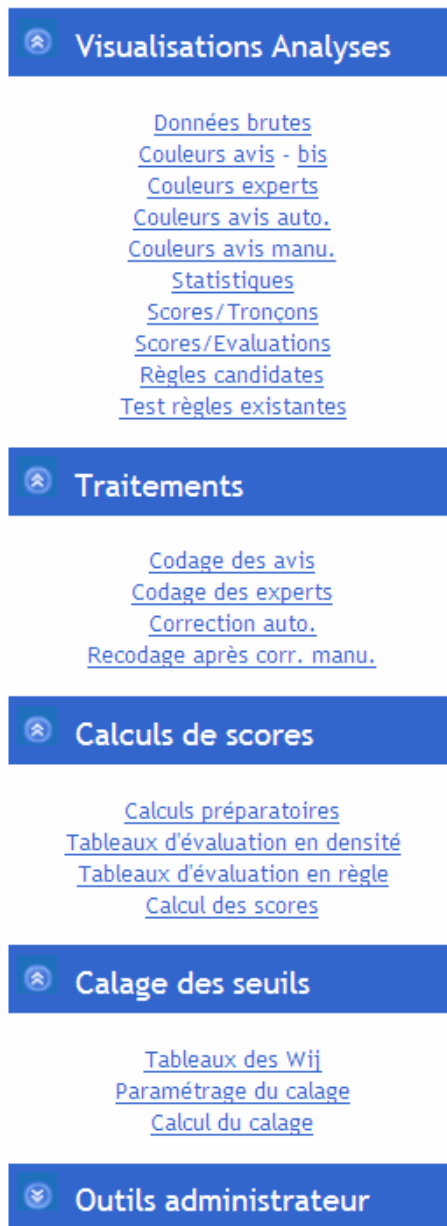 Visualisations Analyses
Données brutes
Couleurs avis - bis
Couleurs experts
Couleurs avis auto.
Couleurs avis manu.
Statistiques
Scores/Tronçons
Scores/Evaluations
Règles candidates
Test règles existantes
Traitements
Codage des avis
Codage des experts
Correction auto.
Recodage après corr. manu.
Calculs de scores
Calculs préparatoires
Tableaux d'évaluation en densité
Tableaux d'évaluation en règle
Calcul des scores
Calage des seuils
Tableaux des Wij
Paramétrage du calage
Calcul du calage
Outils administrateur